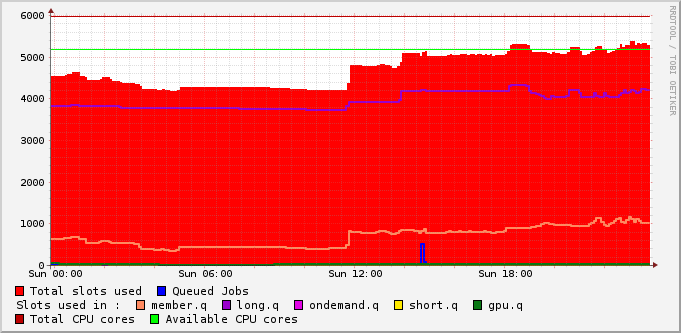 6000
5000
4000
3000
2000
1000
0
Sun 00:00 Sun 06:00 Sun 12:00 Sun 18:00
RRDTOOL / TOBI OETIKER
Total slots used Queued Jobs
Slots used in : member.q long.q ondemand.q short.q gpu.q
Total CPU cores Available CPU cores